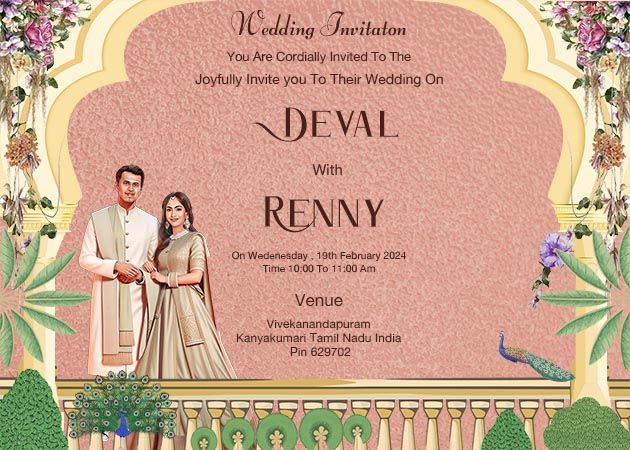 Wedding Invitaton
You Are Cordially Invited To The
Joyfully Invite you To Their Wedding On
DEVAL
With
RENNY
On Wedenesday , 19th February 2024
Time 10:00 To 11:00 Am
Venue
Vivekanandapuram
Kanyakumari Tamil Nadu India
Pin 629702